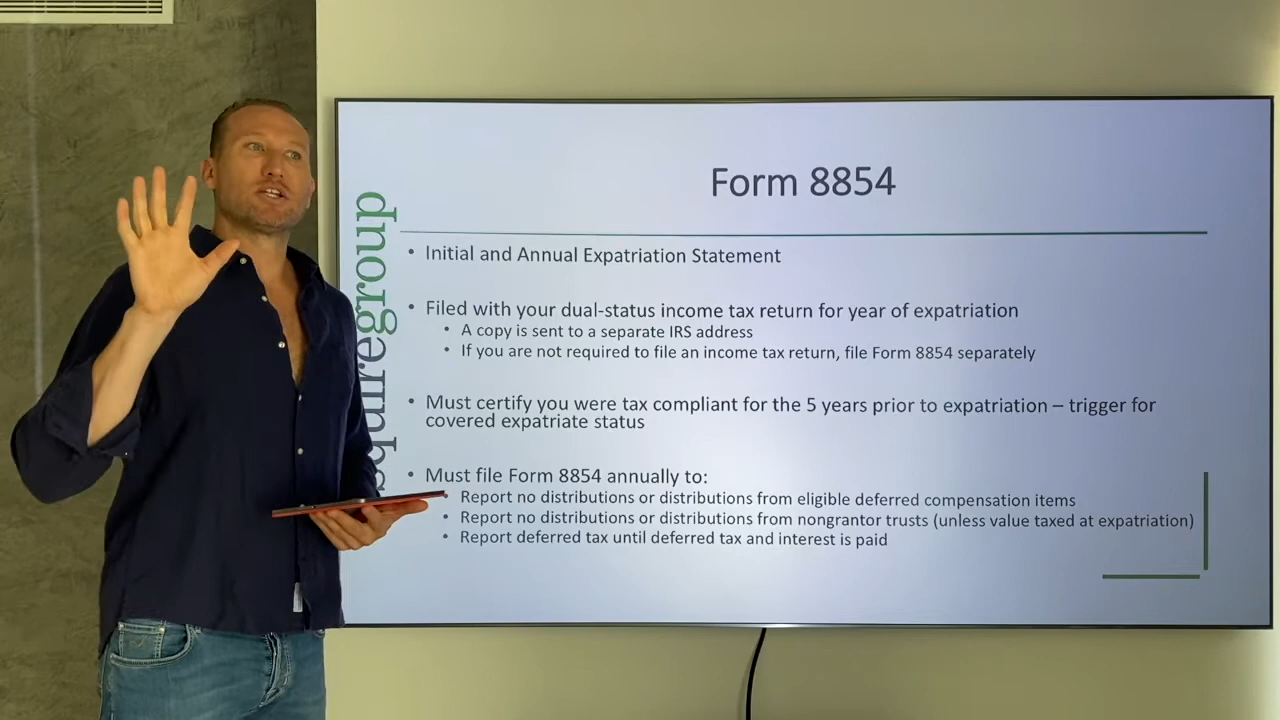 Form 8854
• Initial and Annual Expatriation Statement
• Filed with your dual-status income tax return for year of expatriation
• A copy is sent to a separate IRS address
• If you are not required to file an income tax return, file Form 8854 separately
• Must certify you were tax compliant for the 5 years prior to expatriation – trigger for
covered expatriate status
• Must file Form 8854 annually to:
• Report no distributions or distributions from eligible deferred compensation items
• Report no distributions or distributions from nongrantor trusts (unless value taxed at expatriation)
• Report deferred tax until deferred tax and interest is paid
squiregroup